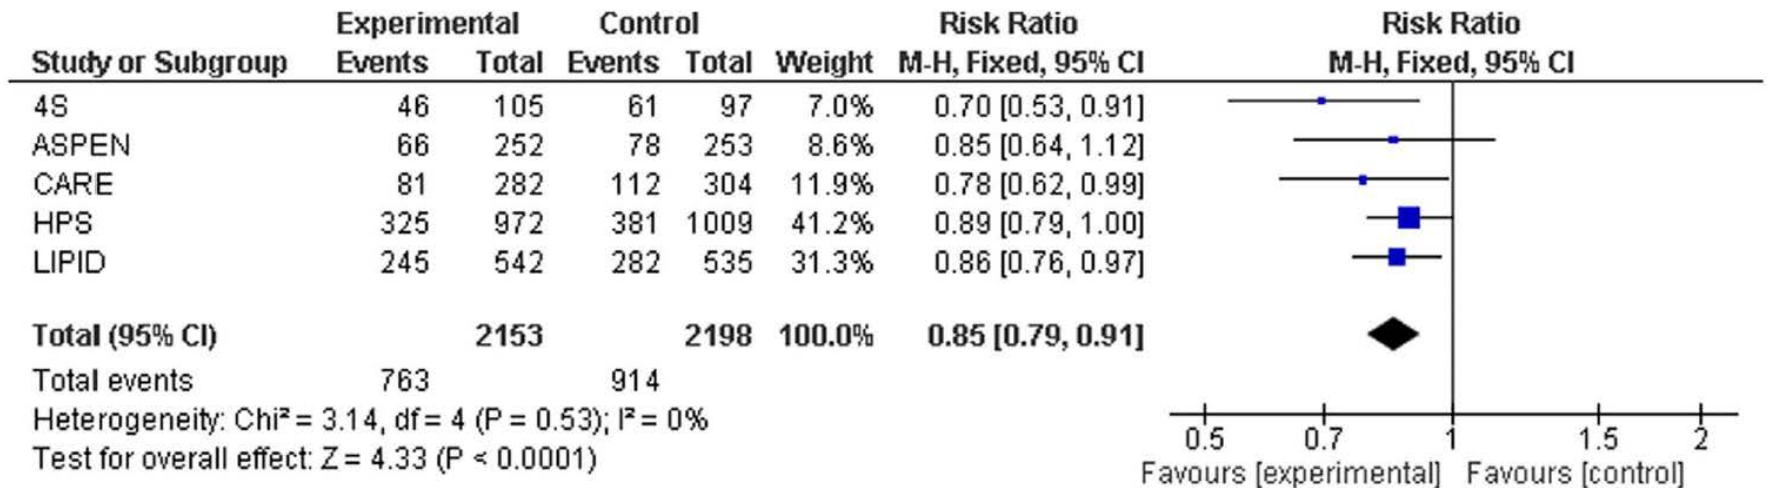 Experimental Control Risk Ratio Risk Ratio
Study or Subgroup Events Total Events Total Weight M-H, Fixed, 95% CI M-H, Fixed, 95% CI
4S 46 105 61 97 7.0% 0.70 [0.53, 0.91]
ASPEN 66 252 78 253 8.6% 0.85 [0.64, 1.12]
CARE 81 282 112 304 11.9% 0.78 [0.62, 0.99]
HPS 325 972 381 1009 41.2% 0.89 [0.79, 1.00]
LIPID 245 542 282 535 31.3% 0.86 [0.76, 0.97]
Total (95% CI) 2153 2198 100.0% 0.85 [0.79, 0.91]
Total events 763 914
Heterogeneity: Chi² = 3.14, df = 4 (P = 0.53); I² = 0%
Test for overall effect: Z = 4.33 (P < 0.0001)
0.5 0.7 1 1.5 2
Favours [experimental] Favours [control]